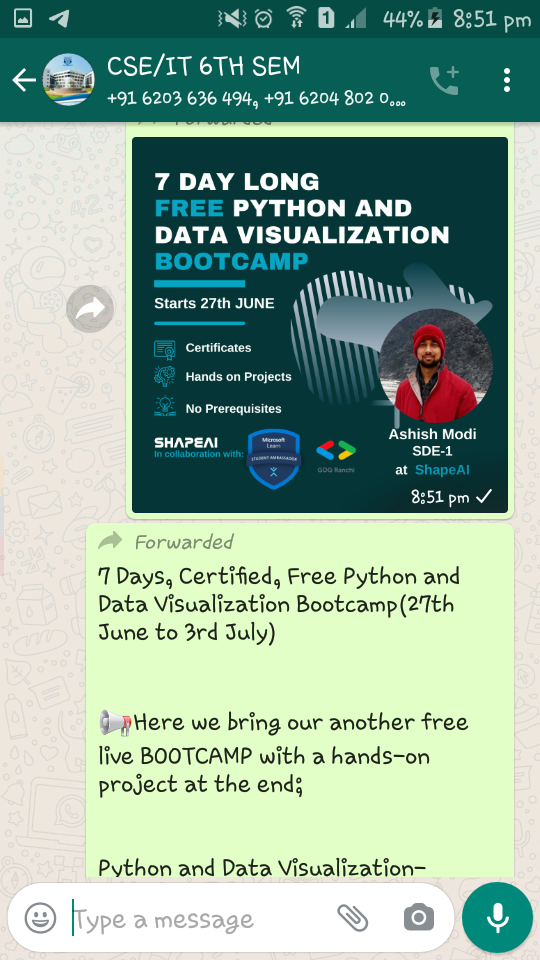 44% 8:51 pm
CSE/IT 6TH SEM
+91 6203 636 494, +91 6204 802 0...
Forwarded
7 DAY LONG
FREE PYTHON AND
DATA VISUALIZATION
BOOTCAMP
Starts 27th JUNE
Certificates
Hands on Projects
No Prerequisites
SHAPEAI
In collaboration with:
Microsoft
Learn
STUDENT AMBASSADOR
GDG Ranchi
Ashish Modi
SDE-1
at ShapeAI
8:51 pm
Forwarded
7 Days, Certified, Free Python and
Data Visualization Bootcamp(27th
June to 3rd July)
Here we bring our another free
live BOOTCAMP with a hands-on
project at the end;
Python and Data Visualization-
Type a message